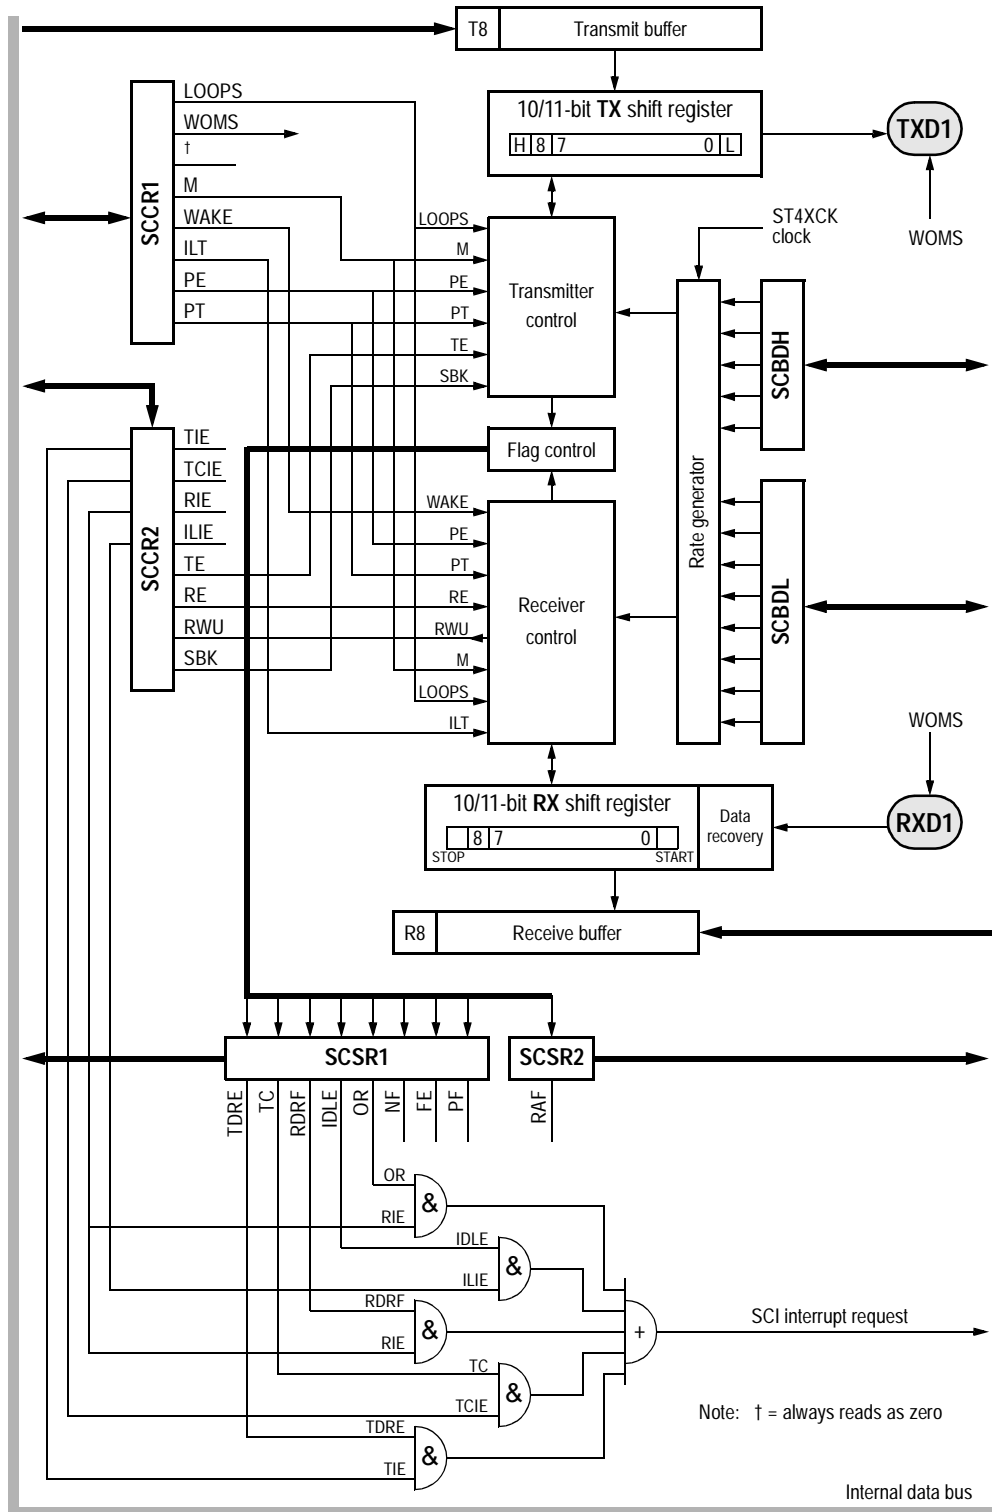 T8 Transmit buffer
10/11-bit TX shift register
H 8 7 0 L
TXD1
WOMS
SCCR1
LOOPS
WOMS
†
M
WAKE
ILT
PE
PT
LOOPS
M
PE
PT
TE
SBK
Transmitter
control
ST4XCK
clock
Rate generator
SCBDH
SCBDL
Flag control
SCCR2
TIE
TCIE
RIE
ILIE
TE
RE
RWU
SBK
WAKE
PE
PT
RE
RWU
M
LOOPS
ILT
Receiver
control
WOMS
RXD1
10/11-bit RX shift register
8 7 0
STOP START
Data
recovery
R8 Receive buffer
SCSR1
SCSR2
TDRE
TC
RDRF
IDLE
OR
NF
FE
PF
RAF
OR
RIE
&
IDLE
ILIE
&
RDRF
RIE
&
TC
TCIE
&
TDRE
TIE
&
+
SCI interrupt request
Note: † = always reads as zero
Internal data bus